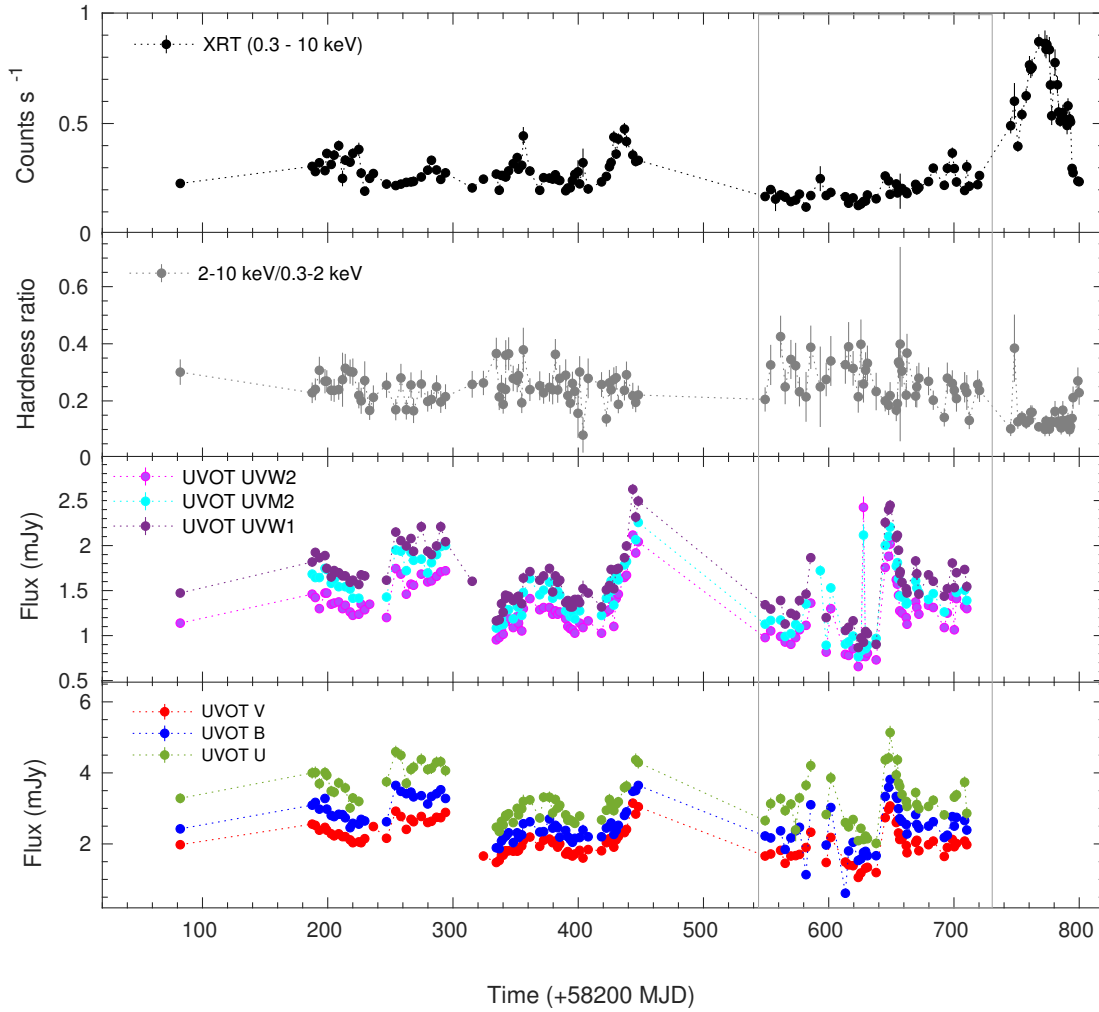 1
XRT (0.3 - 10 keV)
Counts s -1
0.5
0
2-10 keV/0.3-2 keV
Hardness ratio
0.6
0.4
0.2
0
UVOT UVW2
UVOT UVM2
UVOT UVW1
Flux (mJy)
2.5
2
1.5
1
0.5
UVOT V
UVOT B
UVOT U
Flux (mJy)
6
4
2
100 200 300 400 500 600 700 800
Time (+58200 MJD)